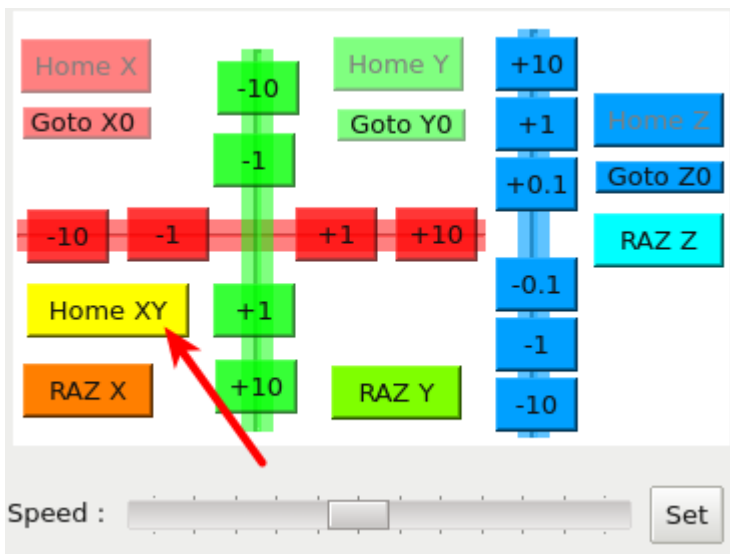 Home X
Home Y
+10
-10
Goto X0
Goto Y0
+1
Home Z
-1
+0.1
Goto Z0
-10
-1
+1
+10
RAZ Z
-0.1
Home XY
+1
-1
RAZ X
+10
RAZ Y
-10
Speed :
Set